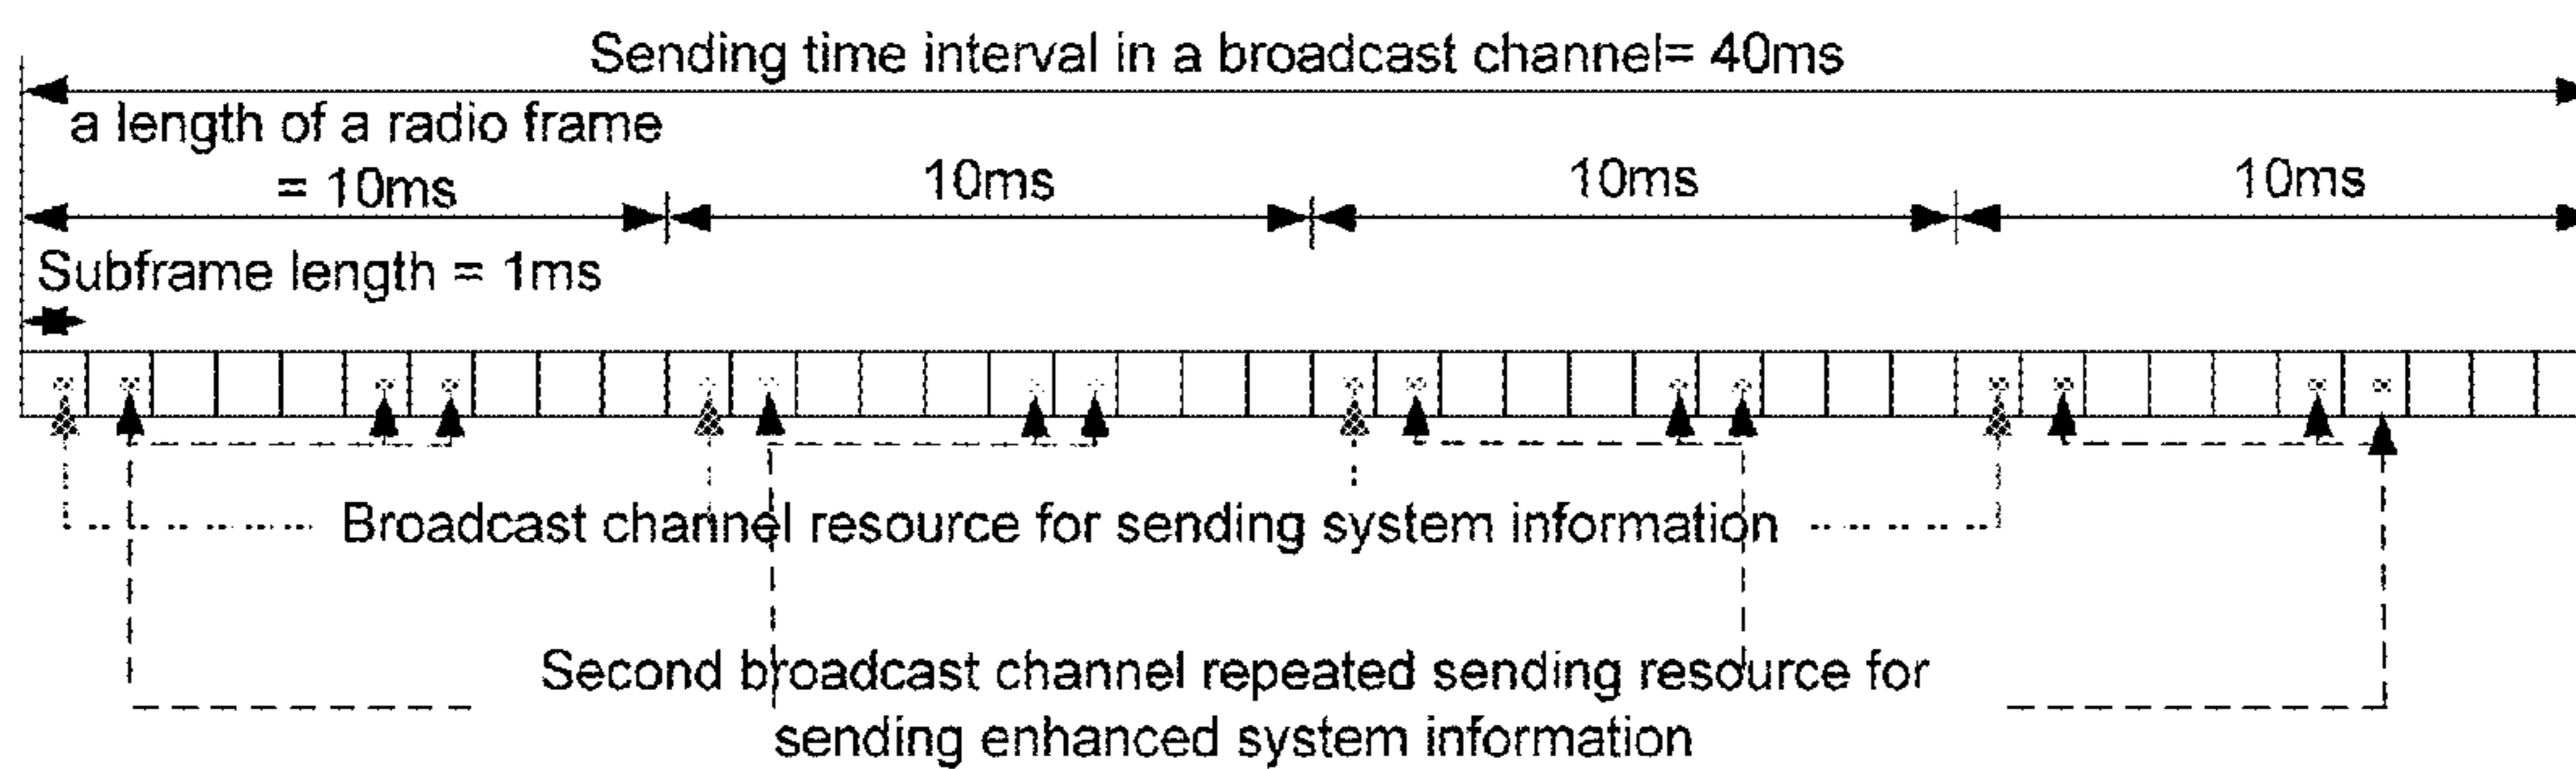 Sending time interval in a broadcast channel= 40ms
a length of a radio frame
= 10ms
10ms
10ms
10ms
Subframe length = 1ms
Broadcast channel resource for sending system information
Second broadcast channel repeated sending resource for
sending enhanced system information